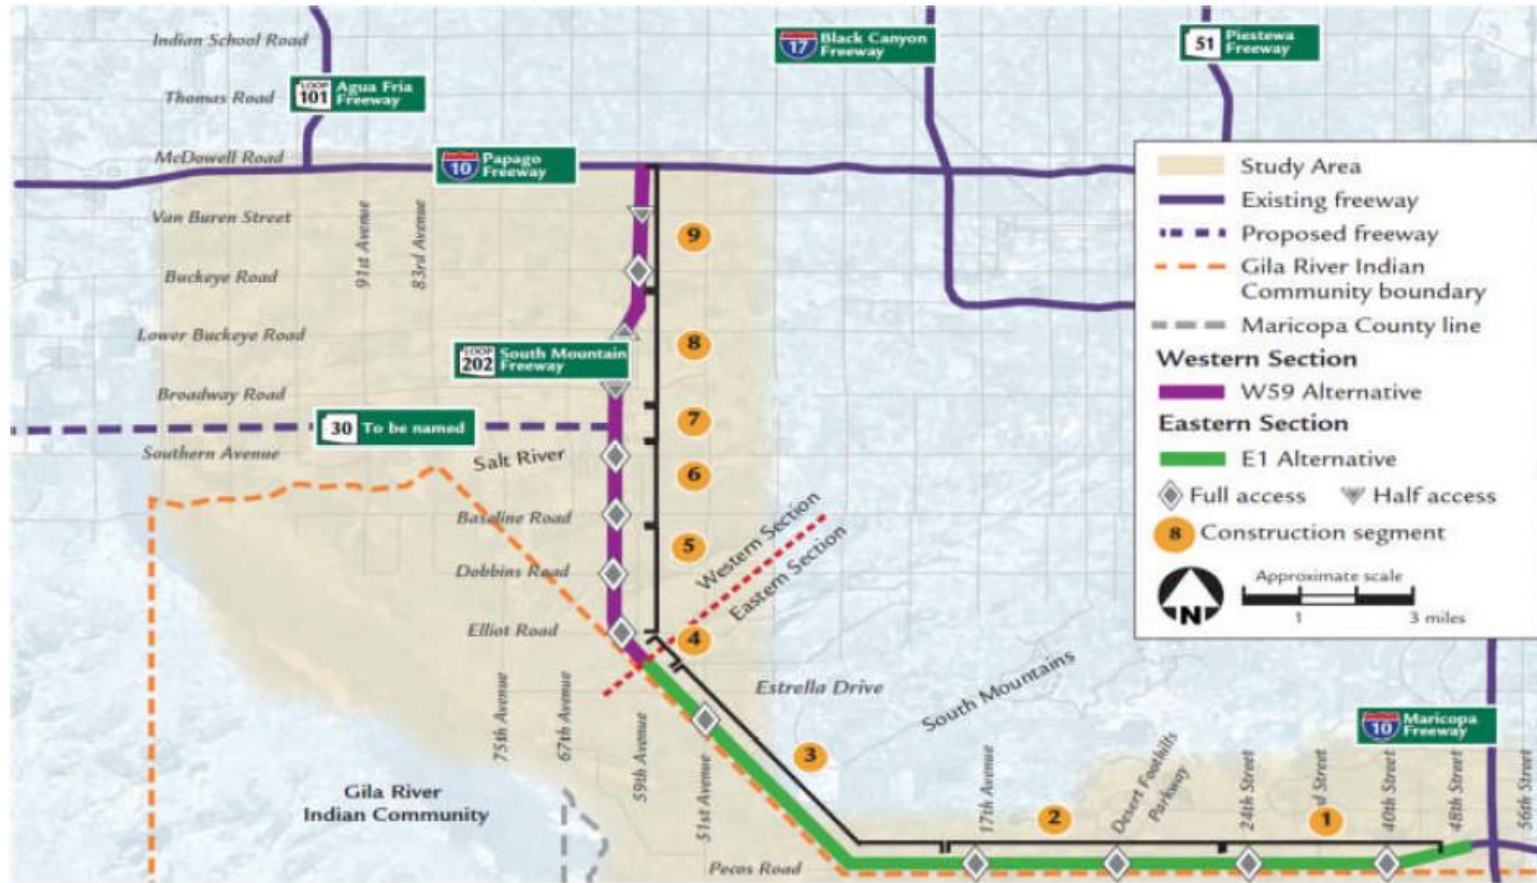 Indian School Road
LOOP
101
Agua Fria
Freeway
Thomas Road
McDowell Road
10
Papago
Freeway
17
Black Canyon
Freeway
51
Piestewa
Freeway
Van Buren Street
91st Avenue
83rd Avenue
Buckeye Road
Lower Buckeye Road
LOOP
202
South Mountain
Freeway
Broadway Road
30
To be named
Southern Avenue
Salt River
Baseline Road
Dobbins Road
Elliot Road
9
8
7
6
5
4
3
2
1
Western Section
Eastern Section
Estrella Drive
South Mountains
75th Avenue
67th Avenue
59th Avenue
51st Avenue
Gila River
Indian Community
Pecos Road
17th Avenue
Desert Foothills
Parkway
24th Street
d Street
40th Street
48th Street
56th Street
10
Maricopa
Freeway
Study Area
Existing freeway
Proposed freeway
Gila River Indian
Community boundary
Maricopa County line
Western Section
W59 Alternative
Eastern Section
E1 Alternative
Full access
Half access
8 Construction segment
Approximate scale
N
1
3 miles